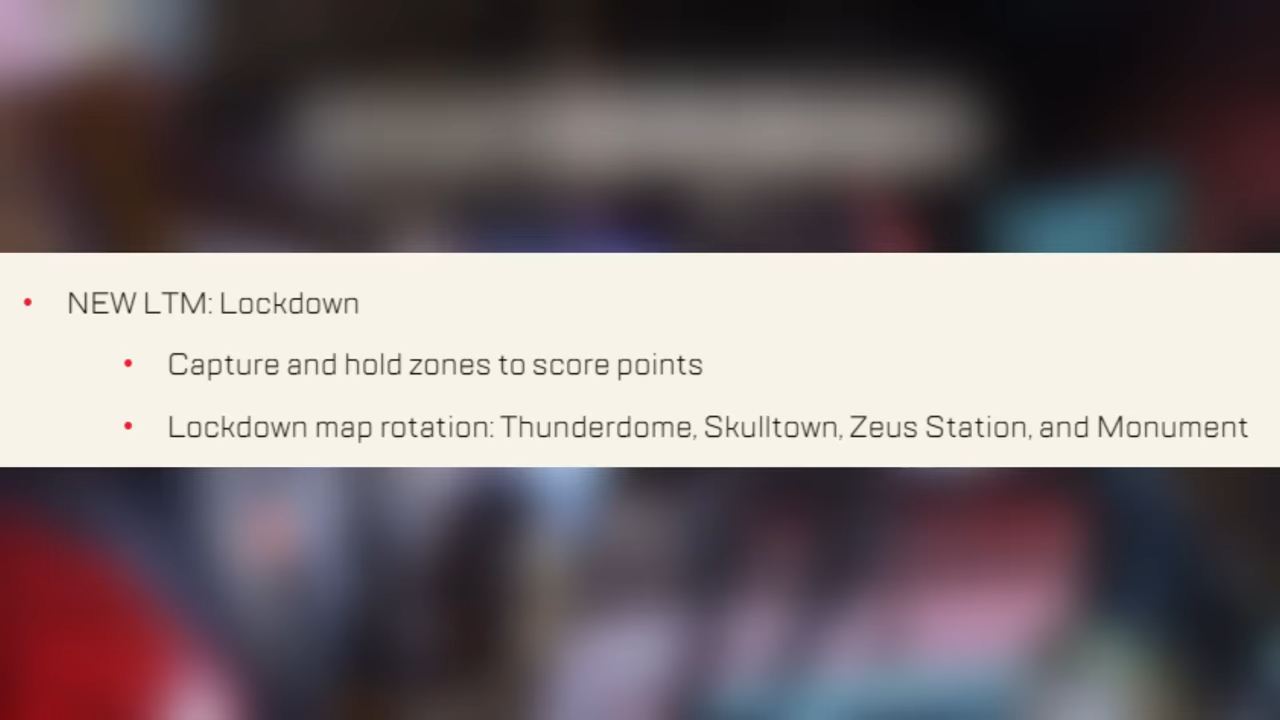 NEW LTM: Lockdown
Capture and hold zones to score points
Lockdown map rotation: Thunderdome, Skulltown, Zeus Station, and Monument